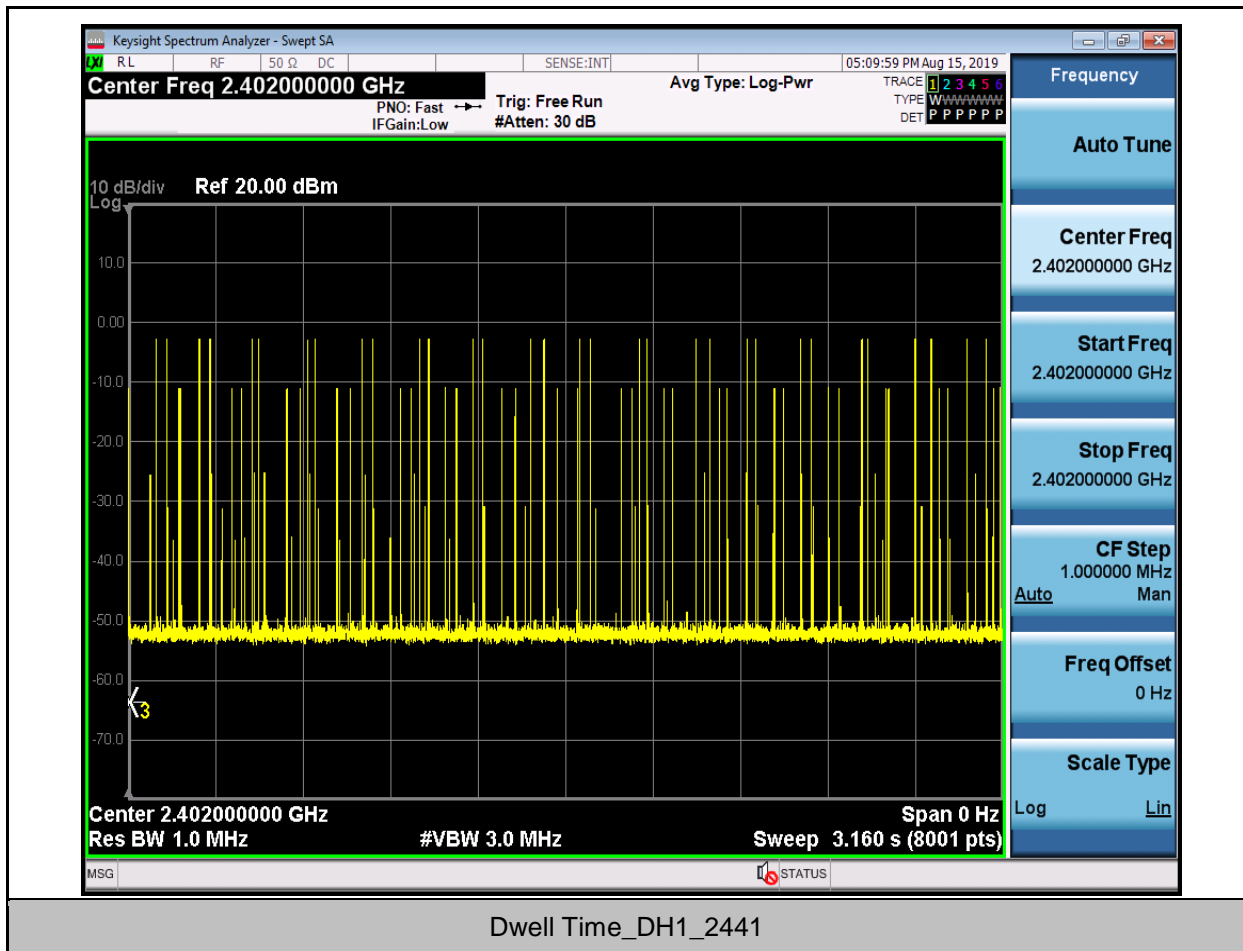 Keysight Spectrum Analyzer - Swept SA
LXI RL RF 50 Ω DC SENSE:INT 05:09:59 PM Aug 15, 2019
Center Freq 2.402000000 GHz
PNO: Fast
IFGain:Low
Trig: Free Run
#Atten: 30 dB
Avg Type: Log-Pwr
TRACE 1 2 3 4 5 6
TYPE WWWWWW
DET P P P P P P
10 dB/div Ref 20.00 dBm
Log
10.0
0.00
-10.0
-20.0
-30.0
-40.0
-50.0
-60.0
3
-70.0
Center 2.402000000 GHz Span 0 Hz
Res BW 1.0 MHz #VBW 3.0 MHz Sweep 3.160 s (8001 pts)
MSG STATUS
Frequency
Auto Tune
Center Freq
2.402000000 GHz
Start Freq
2.402000000 GHz
Stop Freq
2.402000000 GHz
CF Step
1.000000 MHz
Auto Man
Freq Offset
0 Hz
Scale Type
Log Lin
Dwell Time_DH1_2441